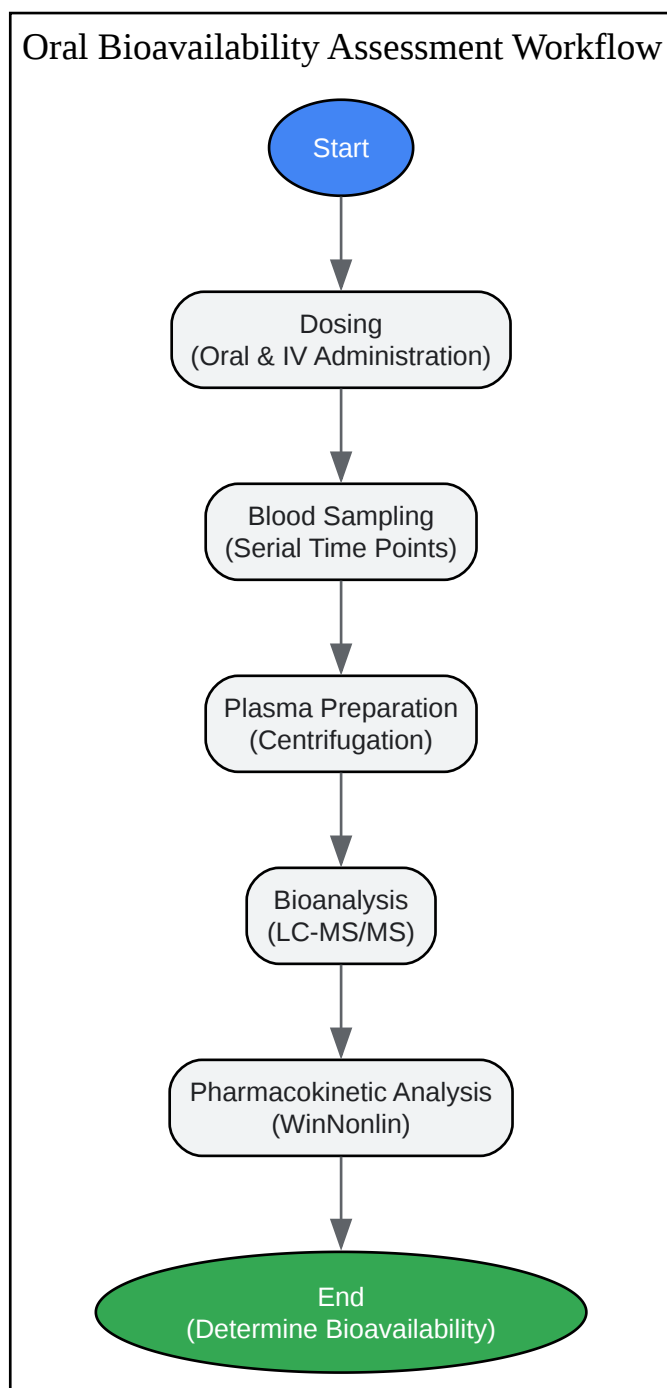 Oral Bioavailability Assessment Workflow
Start
Dosing
(Oral & IV Administration)
Blood Sampling
(Serial Time Points)
Plasma Preparation
(Centrifugation)
Bioanalysis
(LC-MS/MS)
Pharmacokinetic Analysis
(WinNonlin)
End
(Determine Bioavailability)